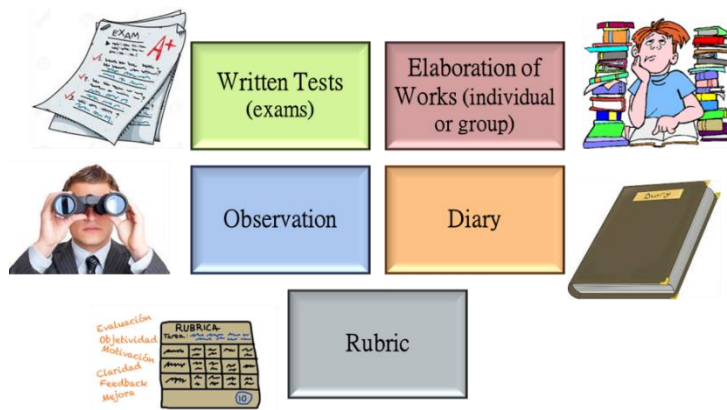 EXAM
A+
Written Tests
(exams)
Elaboration of
Works (individual
or group)
Observation
Diary
Diary
Evaluación
Objetividad
Motivación
Claridad
Feedback
Mejora
RUBRICA
Tarea:
10
Rubric